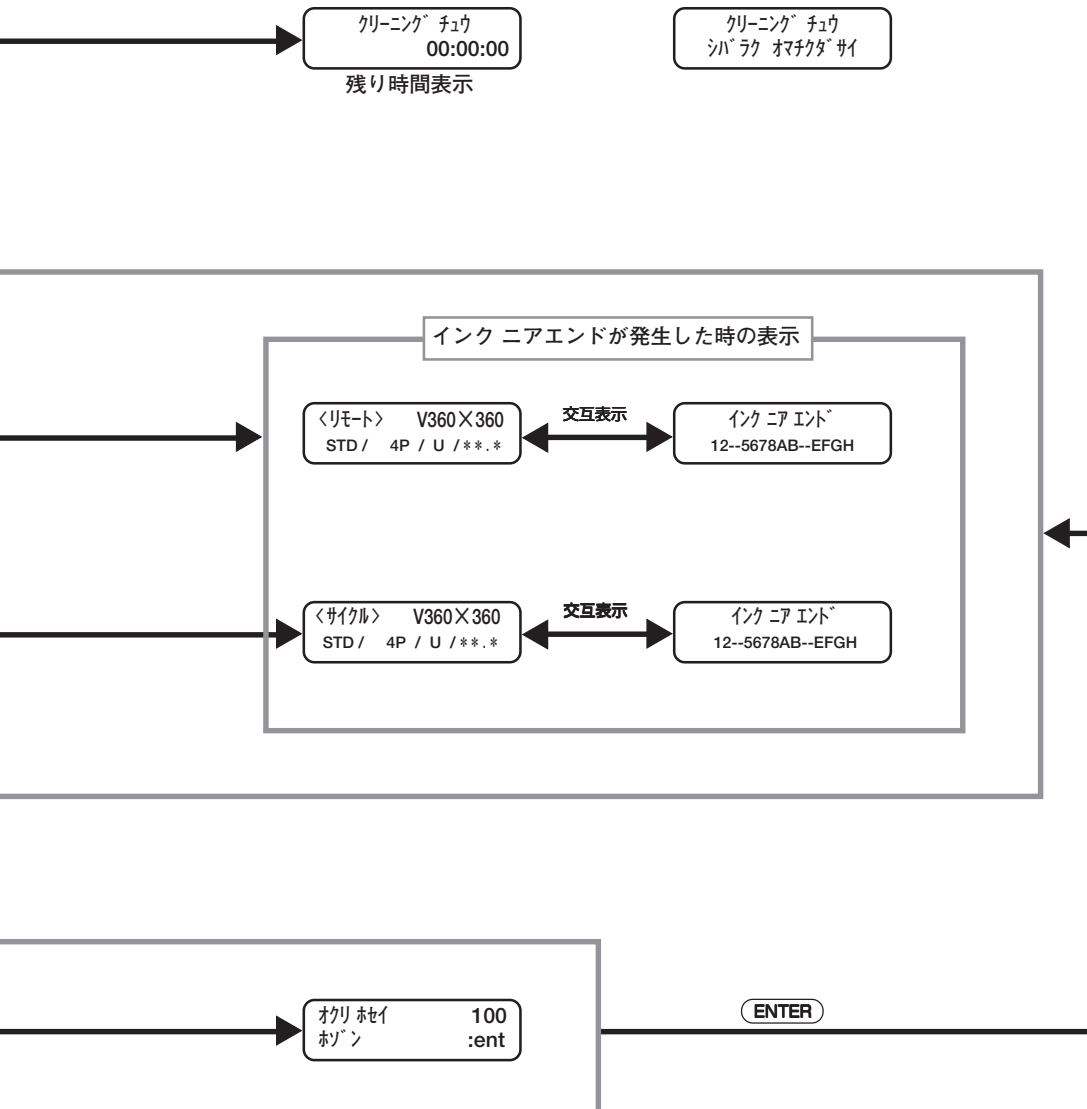 ｸﾘｰﾆﾝｸﾞ ﾁｭｳ
00:00:00
残り時間表示
ｸﾘｰﾆﾝｸﾞ ﾁｭｳ
ｼﾊﾞﾗｸ ｵﾏﾁｸﾀﾞｻｲ
インク ニアエンドが発生した時の表示
<ﾘﾓｰﾄ> V360×360
STD / 4P / U /**.*
交互表示
ｲﾝｸ ﾆｱ ｴﾝﾄﾞ
12--5678AB--EFGH
<ｻｲｸﾙ> V360×360
STD / 4P / U /**.*
交互表示
ｲﾝｸ ﾆｱ ｴﾝﾄﾞ
12--5678AB--EFGH
ｵｸﾘ ﾎｾｲ 100
ﾎｿﾞﾝ :ent
ENTER